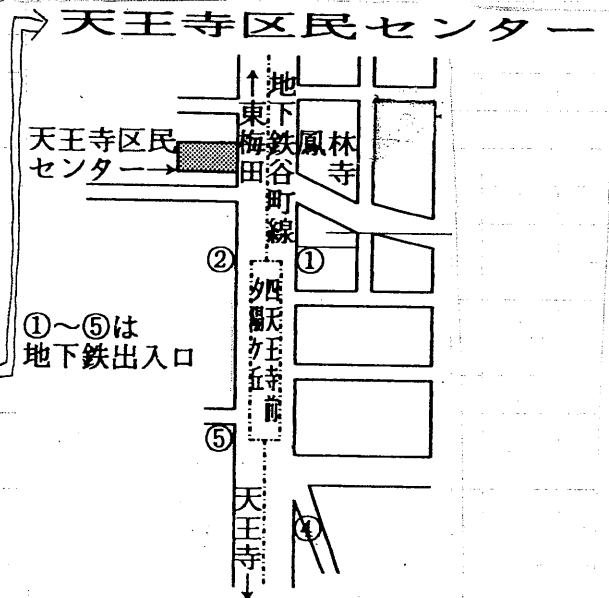 天王寺区民センター
↑東梅田
地下鉄谷町線
鳳林寺
天王寺区民
センター→
②
①
四天王寺前
夕陽ケ丘
①～⑤は
地下鉄出入口
⑤
④
天王寺↓